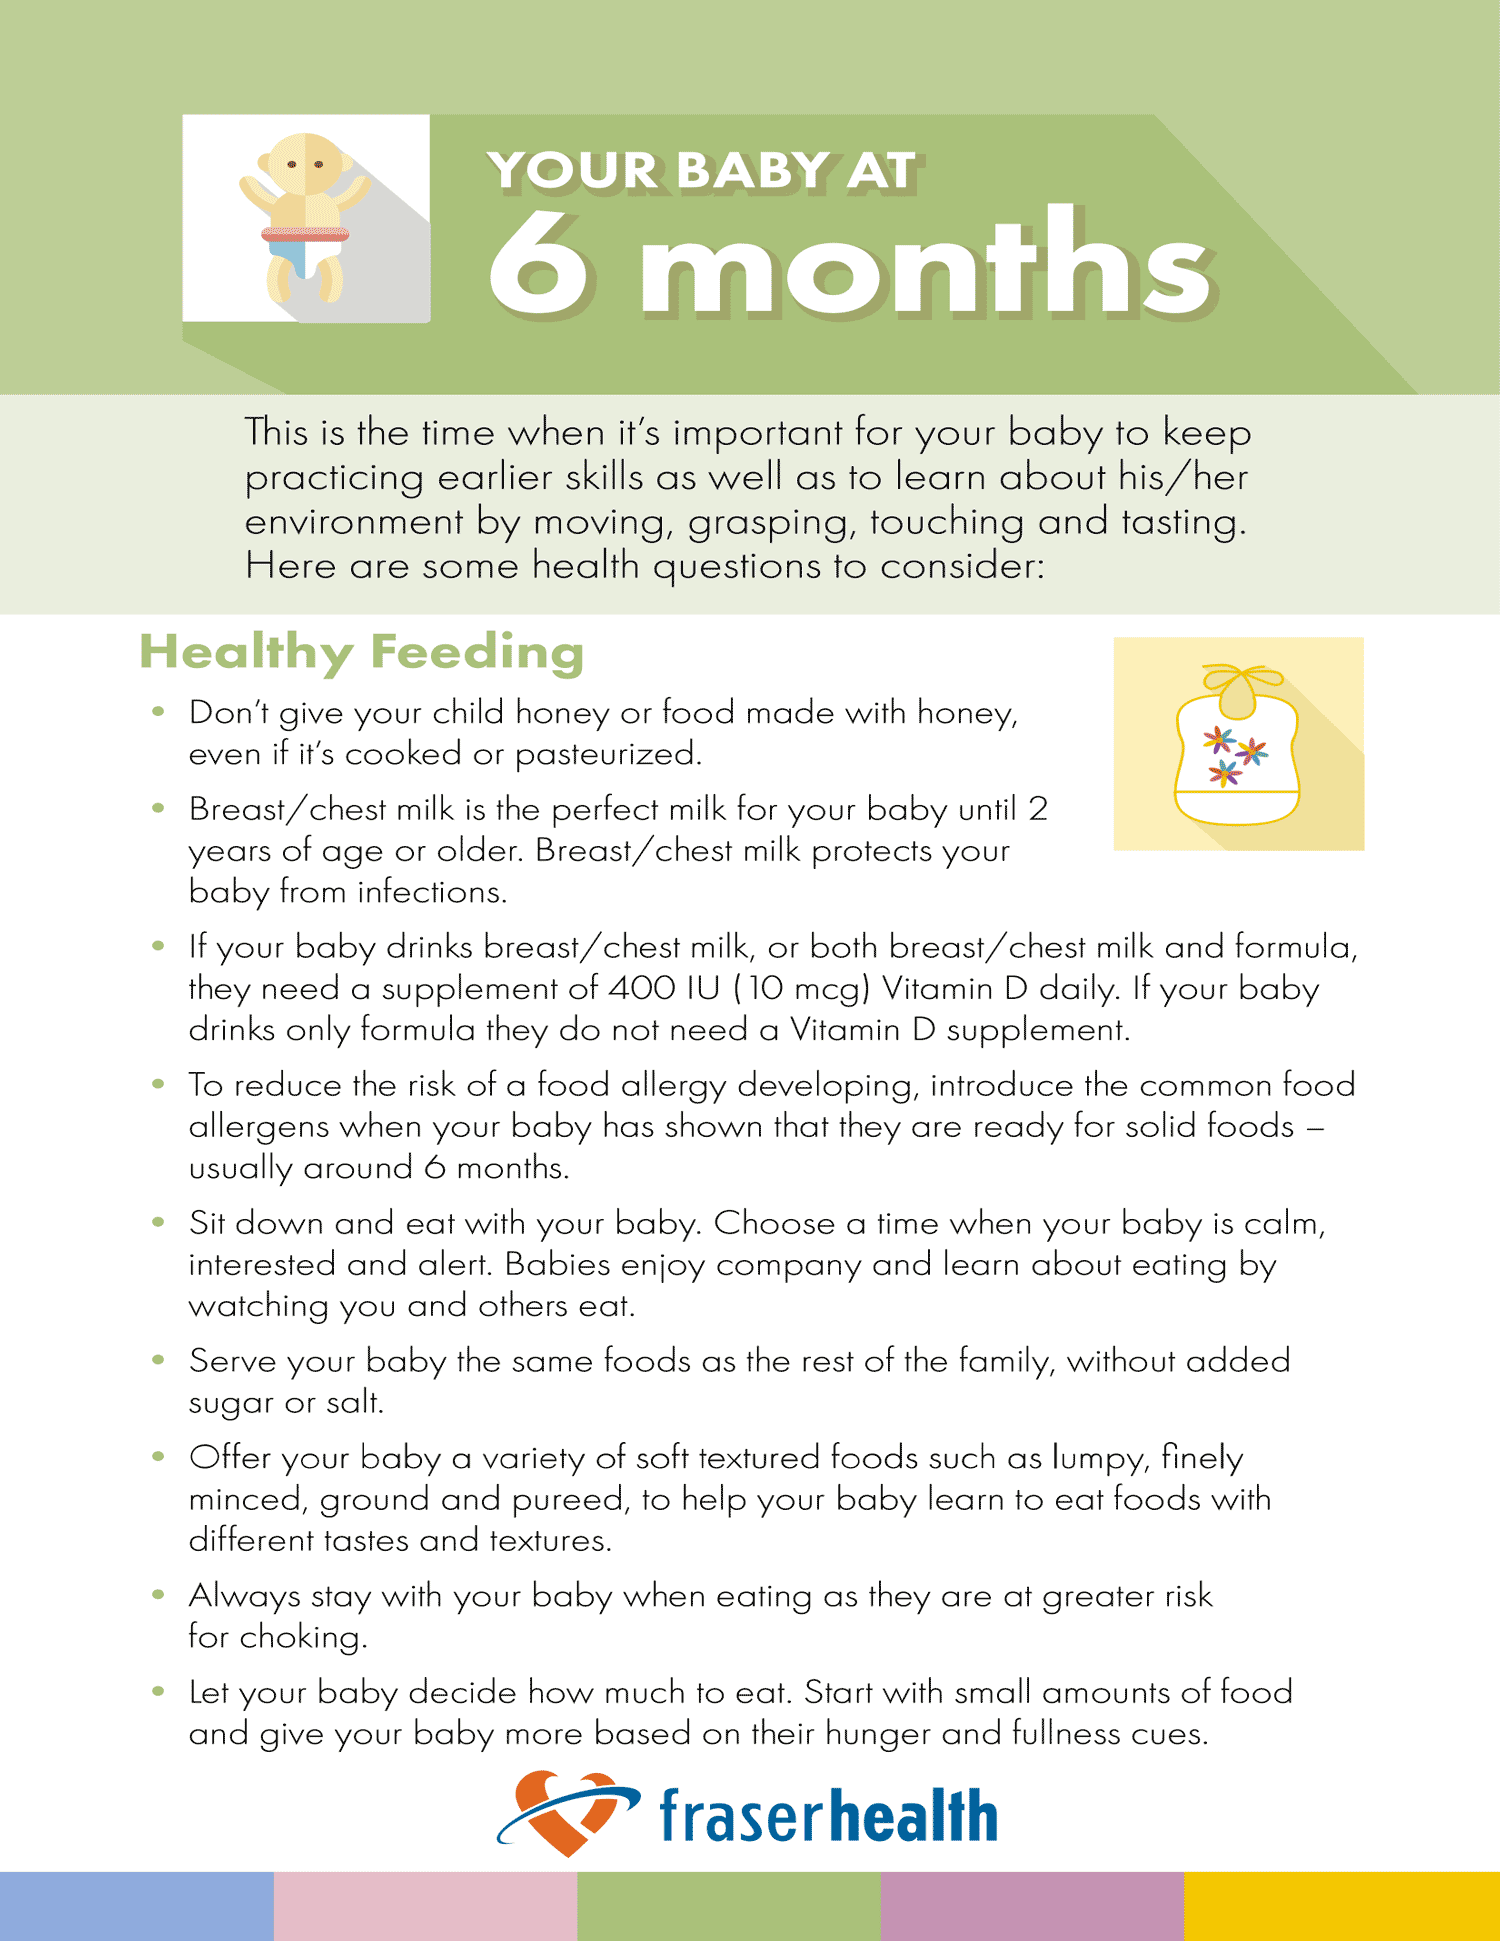 YOUR BABY AT
6 months
This is the time when it's important for your baby to keep
practicing earlier skills as well as to learn about his/her
environment by moving, grasping, touching and tasting.
Here are some health questions to consider:
Healthy Feeding
• Don't give your child honey or food made with honey,
even if it's cooked or pasteurized.
• Breast/chest milk is the perfect milk for your baby until 2
years of age or older. Breast/chest milk protects your
baby from infections.
• If your baby drinks breast/chest milk, or both breast/chest milk and formula,
they need a supplement of 400 IU (10 mcg) Vitamin D daily. If your baby
drinks only formula they do not need a Vitamin D supplement.
• To reduce the risk of a food allergy developing, introduce the common food
allergens when your baby has shown that they are ready for solid foods –
usually around 6 months.
• Sit down and eat with your baby. Choose a time when your baby is calm,
interested and alert. Babies enjoy company and learn about eating by
watching you and others eat.
• Serve your baby the same foods as the rest of the family, without added
sugar or salt.
• Offer your baby a variety of soft textured foods such as lumpy, finely
minced, ground and pureed, to help your baby learn to eat foods with
different tastes and textures.
• Always stay with your baby when eating as they are at greater risk
for choking.
• Let your baby decide how much to eat. Start with small amounts of food
and give your baby more based on their hunger and fullness cues.
fraserhealth